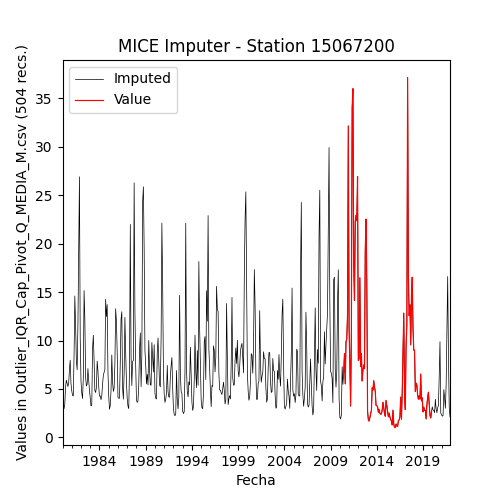 MICE Imputer - Station 15067200
Values in Outlier_IQR_Cap_Pivot_Q_MEDIA_M.csv (504 recs.)
Imputed
Value
35
30
25
20
15
10
5
0
1984 1989 1994 1999 2004 2009 2014 2019
Fecha